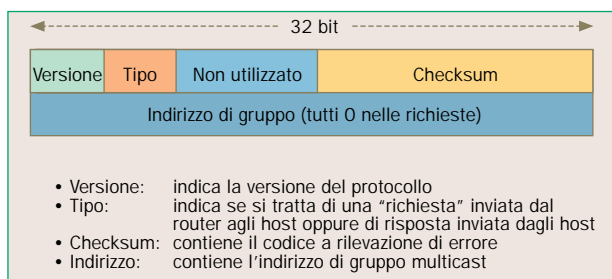 32 bit
Versione Tipo Non utilizzato Checksum
Indirizzo di gruppo (tutti 0 nelle richieste)
• Versione: indica la versione del protocollo
• Tipo: indica se si tratta di una “richiesta” inviata dal
router agli host oppure di risposta inviata dagli host
• Checksum: contiene il codice a rilevazione di errore
• Indirizzo: contiene l’indirizzo di gruppo multicast